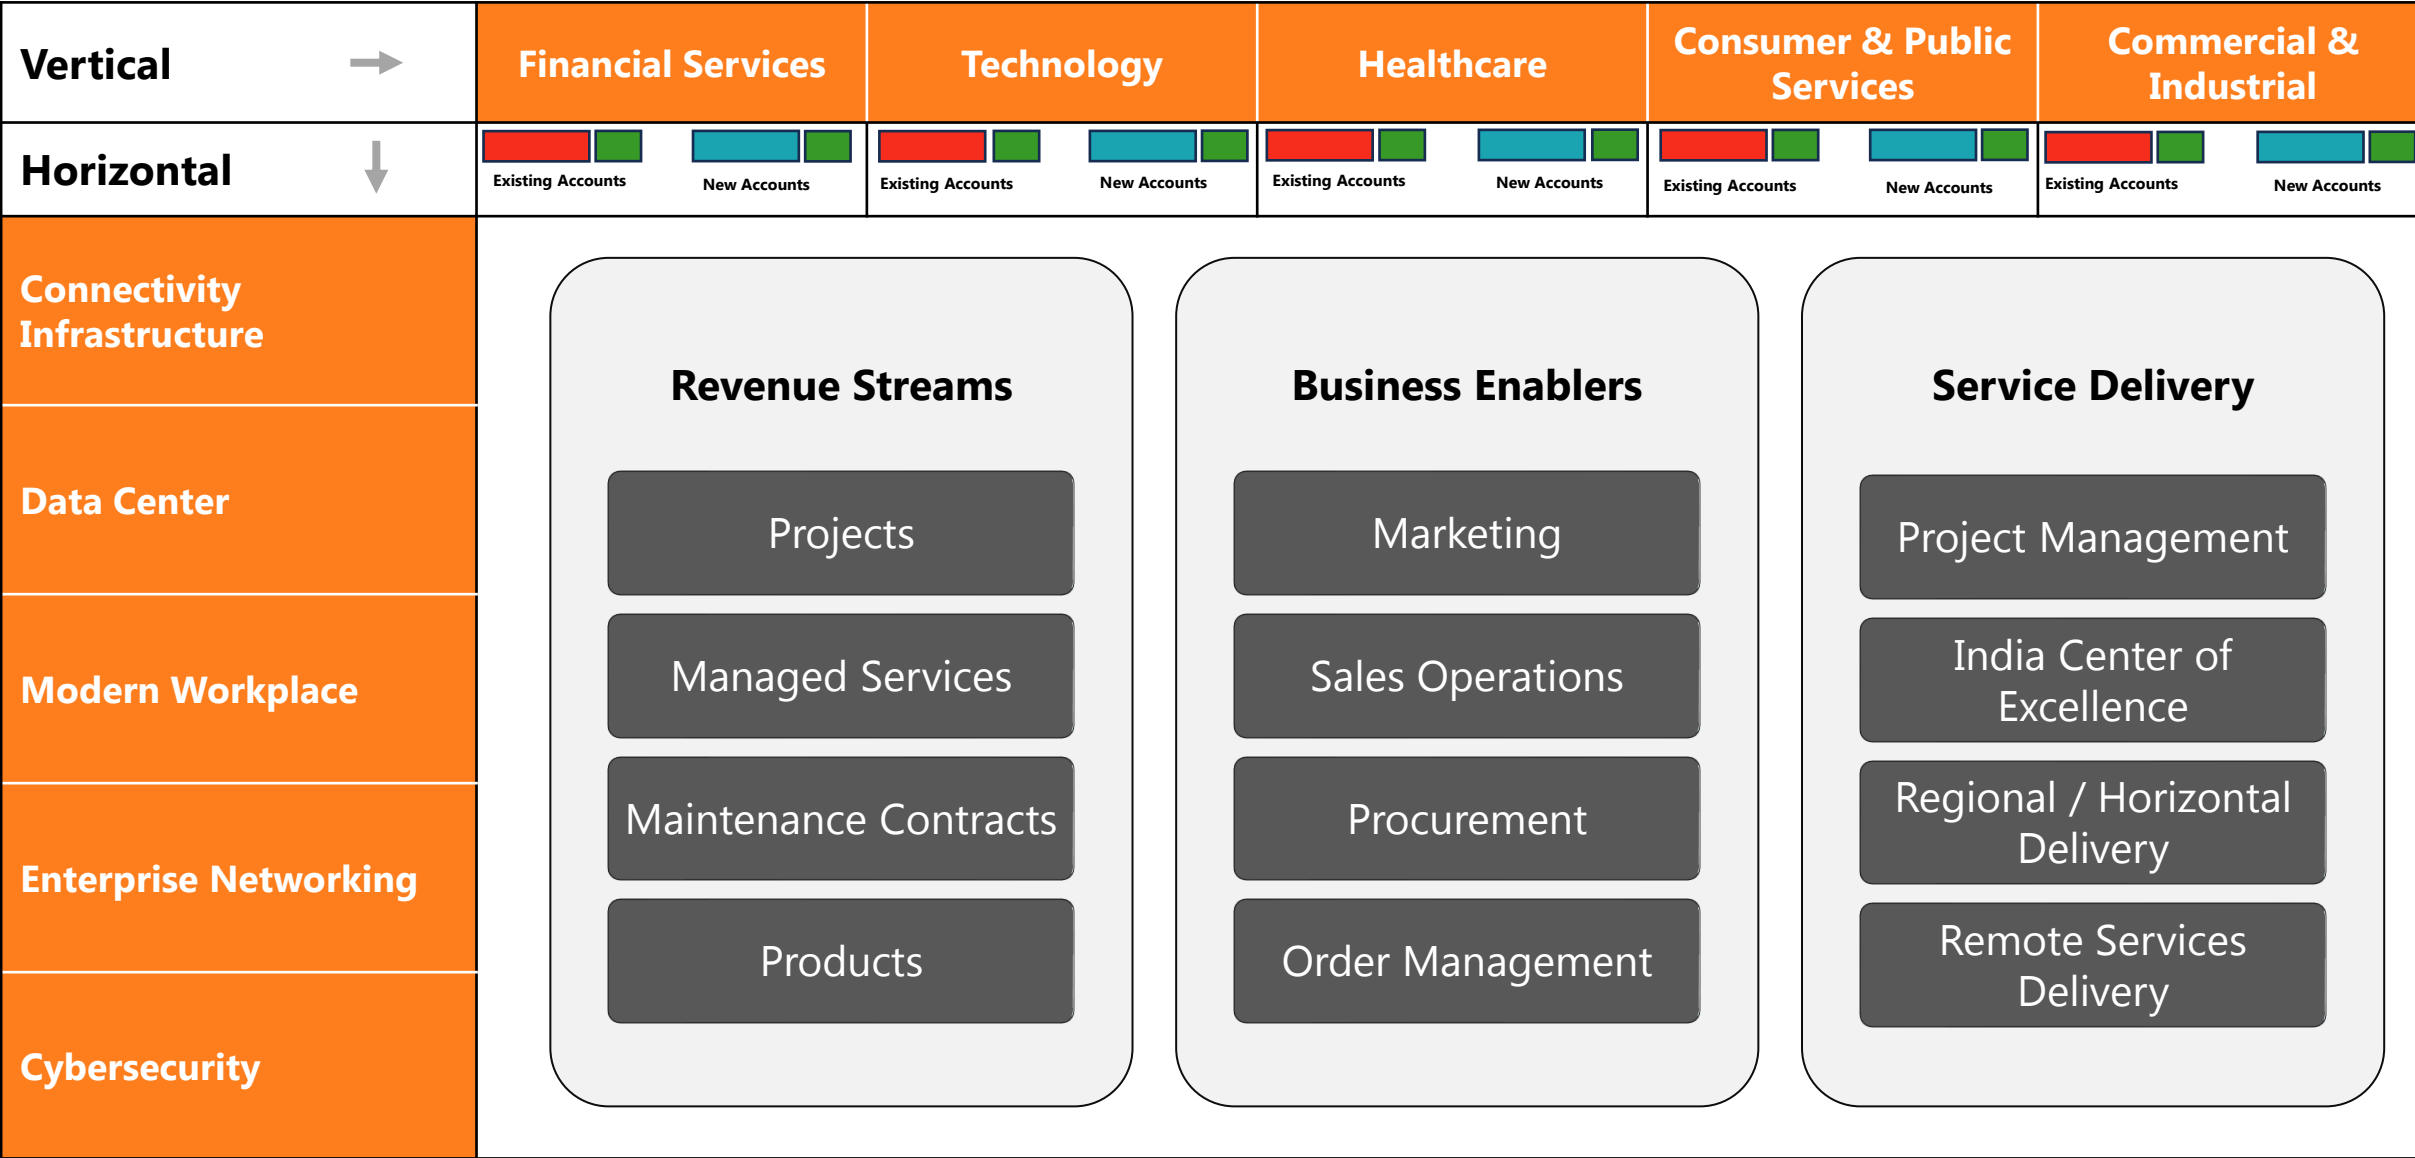 Vertical
Financial Services
Technology
Healthcare
Consumer & Public
Services
Commercial &
Industrial
Horizontal
Existing Accounts
New Accounts
Existing Accounts
New Accounts
Existing Accounts
New Accounts
Existing Accounts
New Accounts
Existing Accounts
New Accounts
Connectivity
Infrastructure
Data Center
Modern Workplace
Enterprise Networking
Cybersecurity
Revenue Streams
Projects
Managed Services
Maintenance Contracts
Products
Business Enablers
Marketing
Sales Operations
Procurement
Order Management
Service Delivery
Project Management
India Center of
Excellence
Regional / Horizontal
Delivery
Remote Services
Delivery